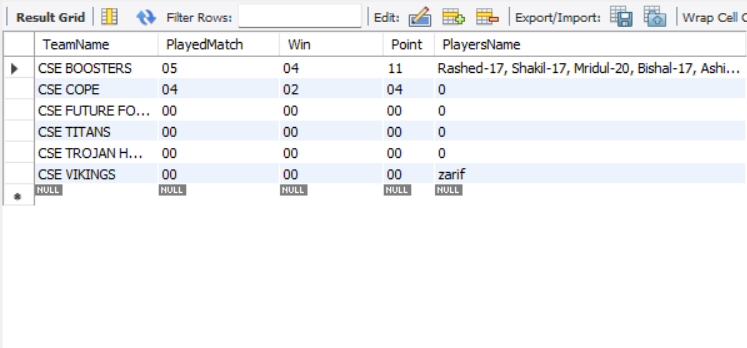 Result Grid Filter Rows: Edit: Export/Import: Wrap Cell C
TeamName PlayedMatch Win Point PlayersName
CSE BOOSTERS 05 04 11 Rashed-17, Shakil-17, Mridul-20, Bishal-17, Ashi...
CSE COPE 04 02 04 0
CSE FUTURE FO... 00 00 00 0
CSE TITANS 00 00 00 0
CSE TROJAN H... 00 00 00 0
CSE VIKINGS 00 00 00 zarif
NULL NULL NULL NULL NULL